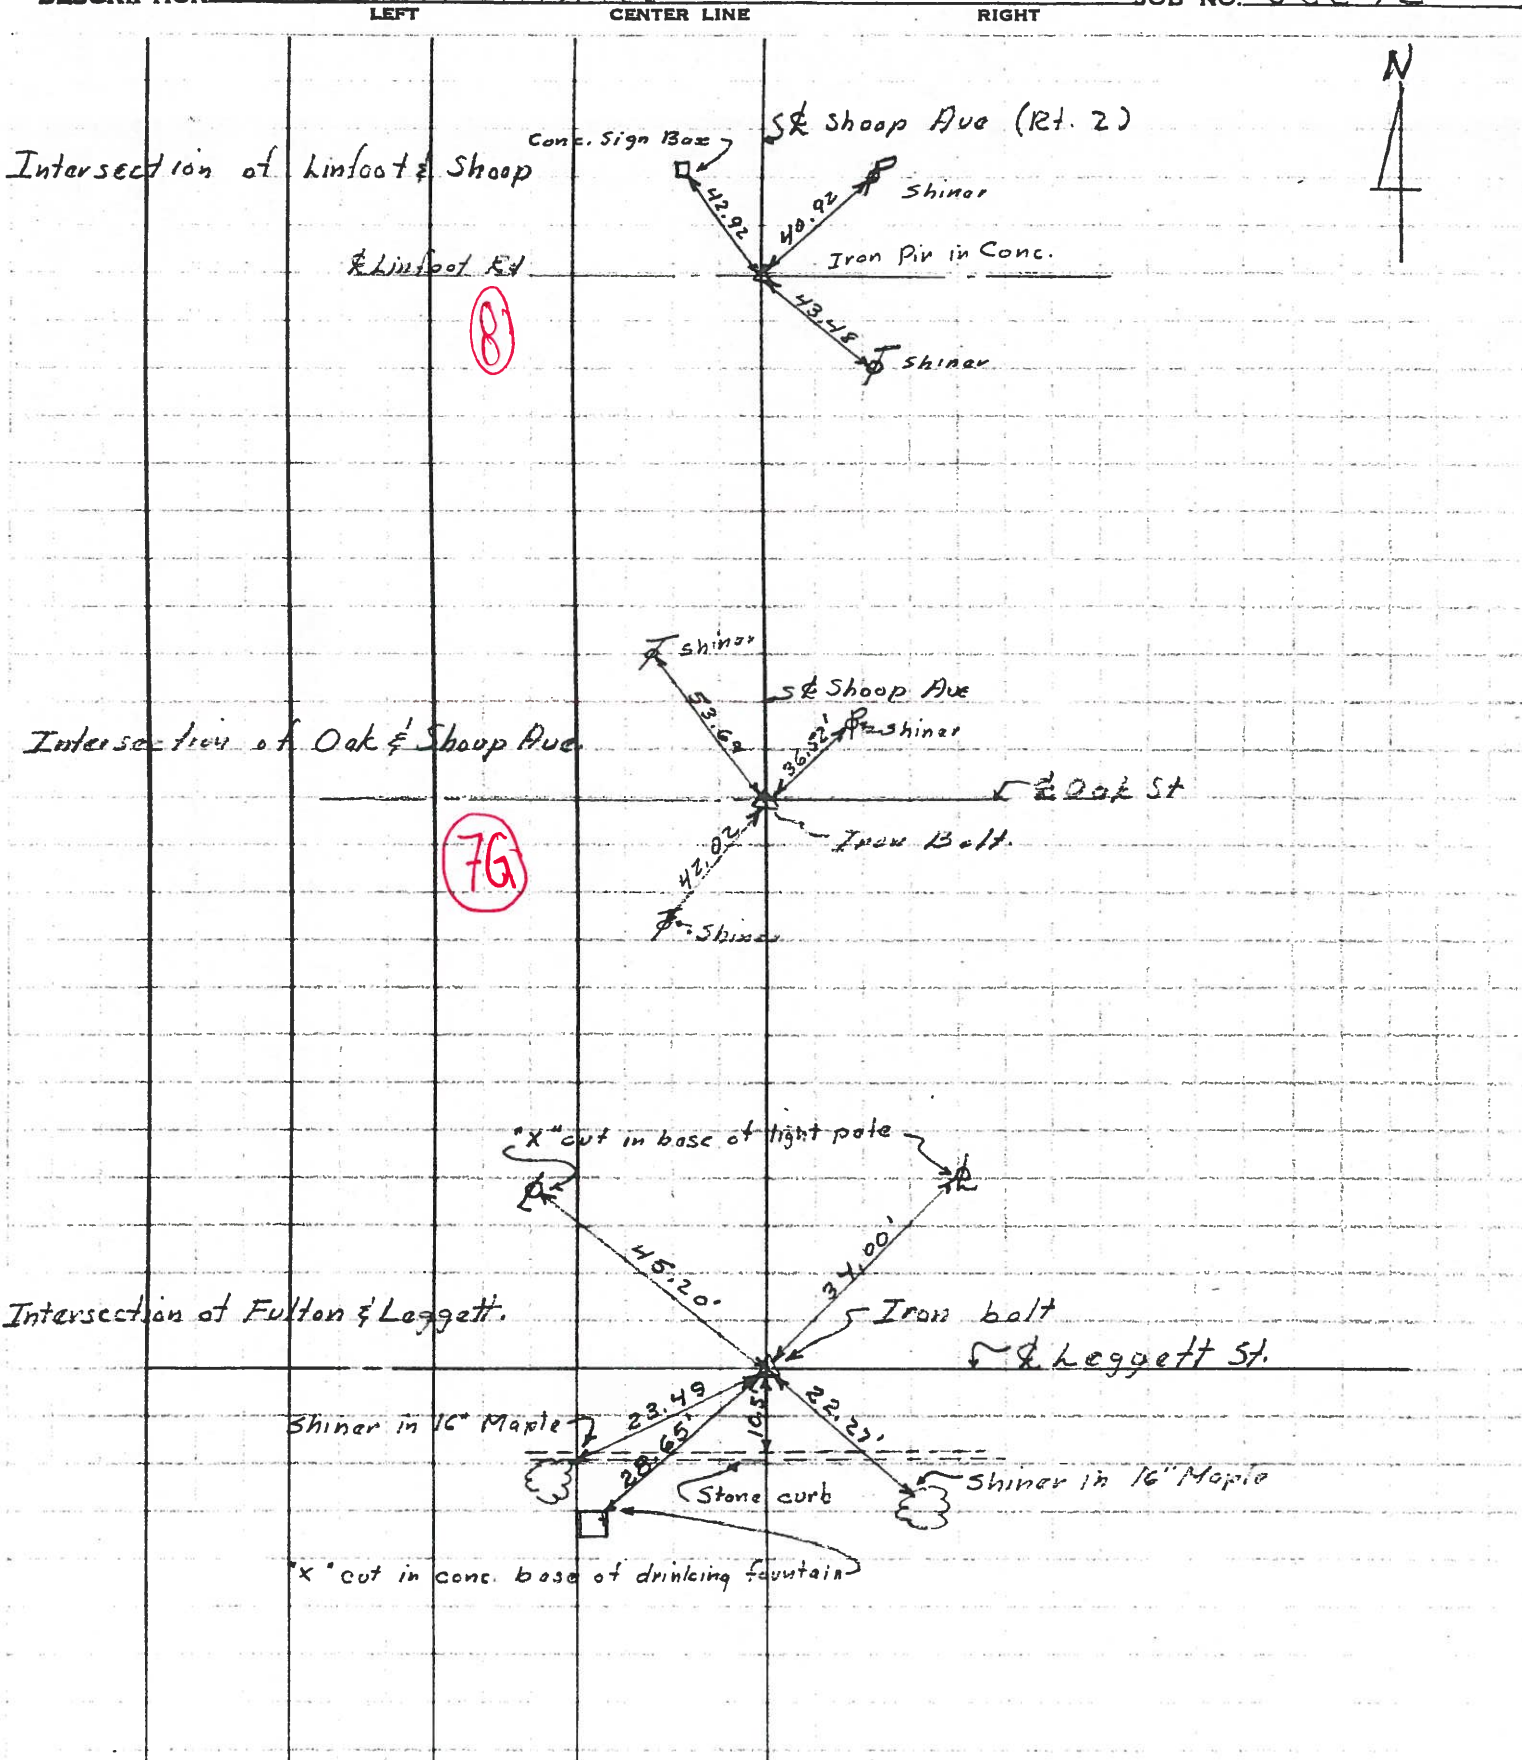 LEFT CENTER LINE RIGHT
N
S ℄ Shoop Ave (Rt. 2)
Conc. Sign Box
Intersection of Linfoot & Shoop
Shiner
42.92
40.92
Iron Pin in Conc.
℄ Linfoot Rd
43.48
8
Shiner
Shiner
S ℄ Shoop Ave
53.62
36.52'
Shiner
Intersection of Oak & Shoop Ave.
℄ Oak St
Iron Bolt.
42.02
7G
Shiner
"X" cut in base of light pole
45.20'
34.00'
Intersection of Fulton & Leggett.
Iron bolt
℄ Leggett St.
23.49
22.27'
Shiner in 16" Maple
28.65'
10.5'
Shiner in 16" Maple
Stone curb
"X" cut in conc. base of drinking fountain